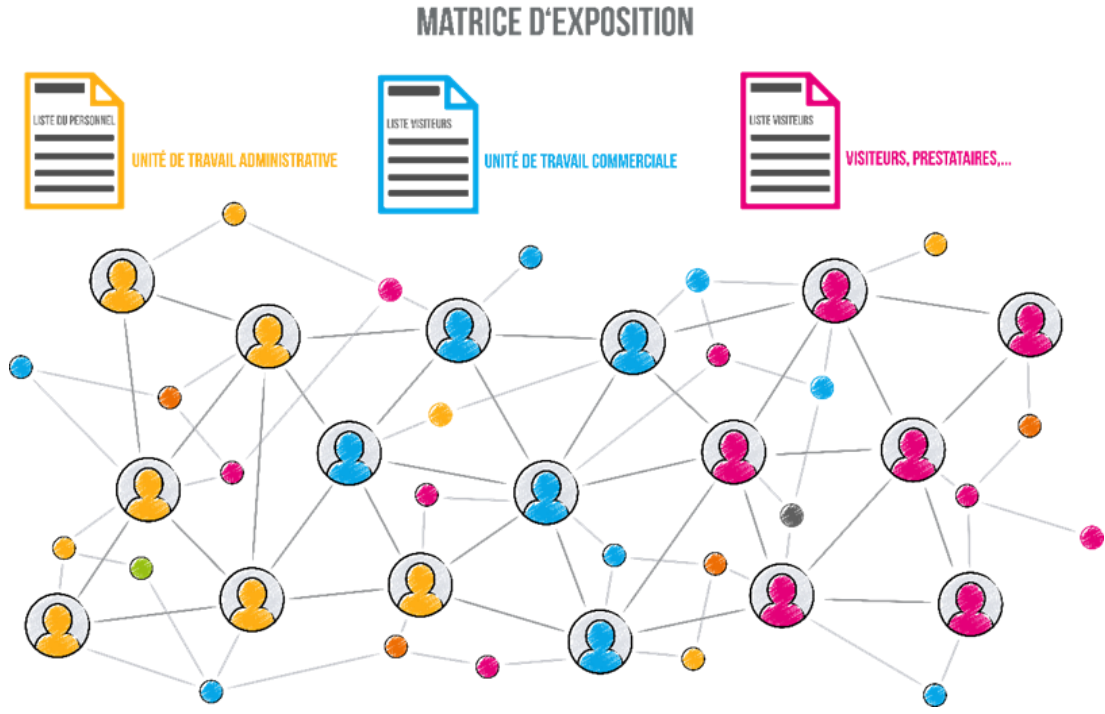 MATRICE D'EXPOSITION
LISTE DU PERSONNEL
UNITÉ DE TRAVAIL ADMINISTRATIVE
LISTE VISITEURS
UNITÉ DE TRAVAIL COMMERCIALE
LISTE VISITEURS
VISITEURS, PRESTATAIRES,...